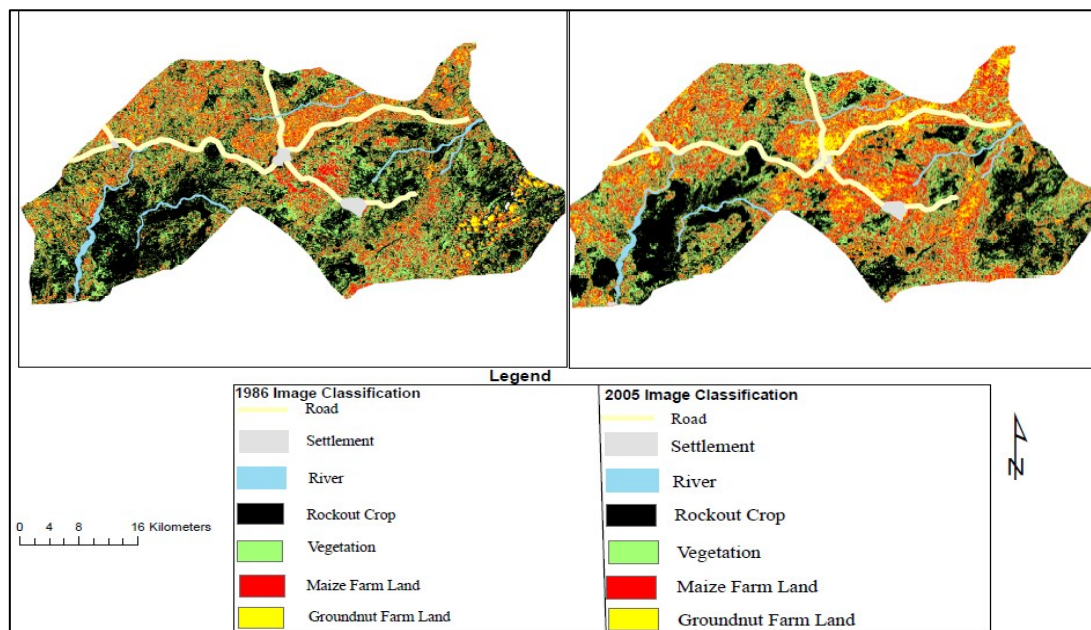 Legend
1986 Image Classification
Road
Settlement
River
Rockout Crop
Vegetation
Maize Farm Land
Groundnut Farm Land
2005 Image Classification
Road
Settlement
River
Rockout Crop
Vegetation
Maize Farm Land
Groundnut Farm Land
0 4 8 16 Kilometers
N